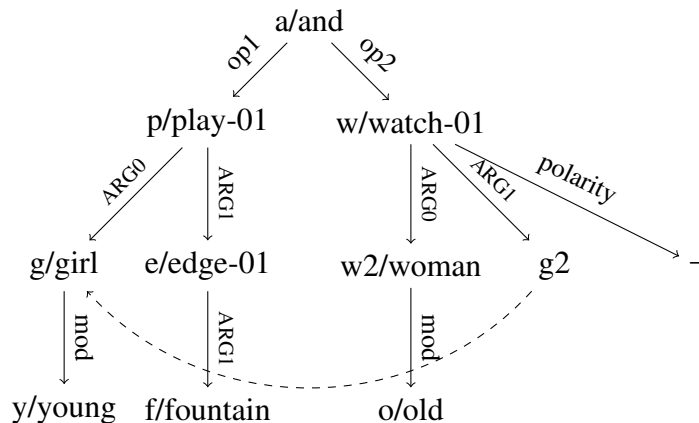 a/and
op1 op2
p/play-01 w/watch-01
ARG0 ARG1 ARG0 ARG1 polarity
g/girl e/edge-01 w2/woman g2 –
mod ARG1 mod
y/young f/fountain o/old